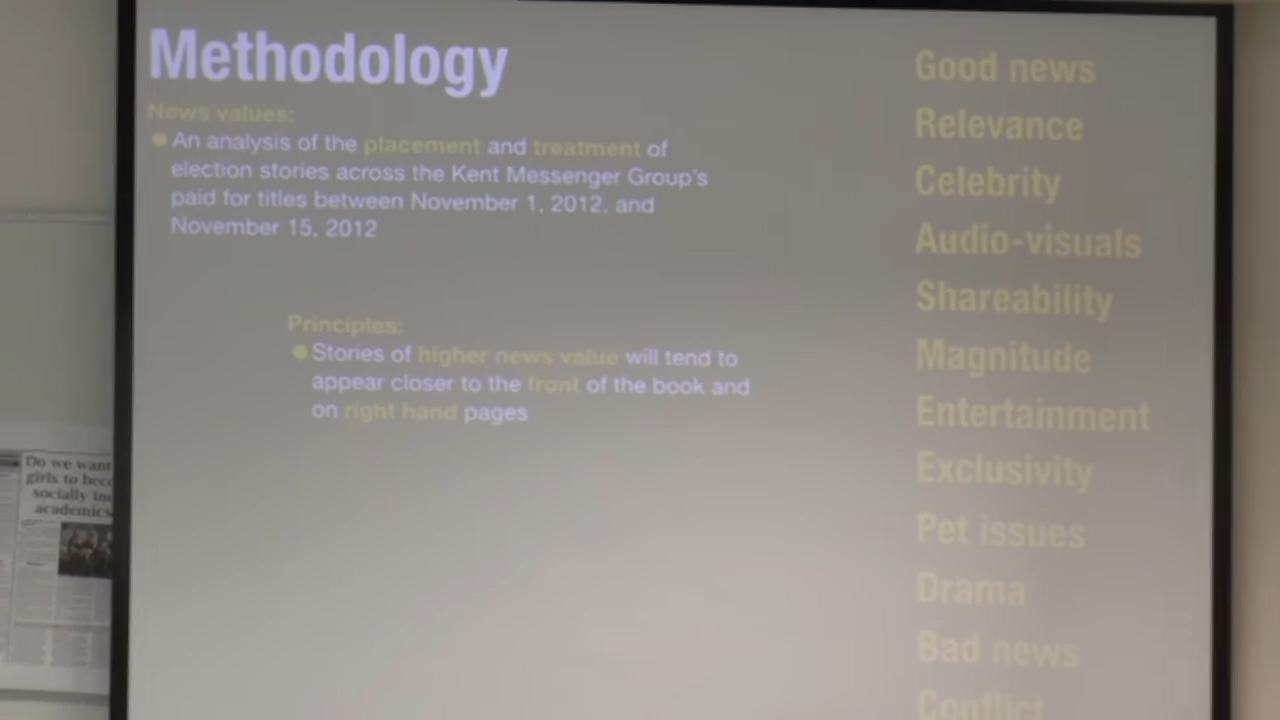 Methodology
News values:
An analysis of the placement and treatment of
election stories across the Kent Messenger Group's
paid for titles between November 1, 2012, and
November 15, 2012
Principles:
Stories of higher news value will tend to
appear closer to the front of the book and
on right hand pages
Good news
Relevance
Celebrity
Audio-visuals
Shareability
Magnitude
Entertainment
Exclusivity
Pet issues
Drama
Bad news
Conflict
Do we want
girls to
socially
academics